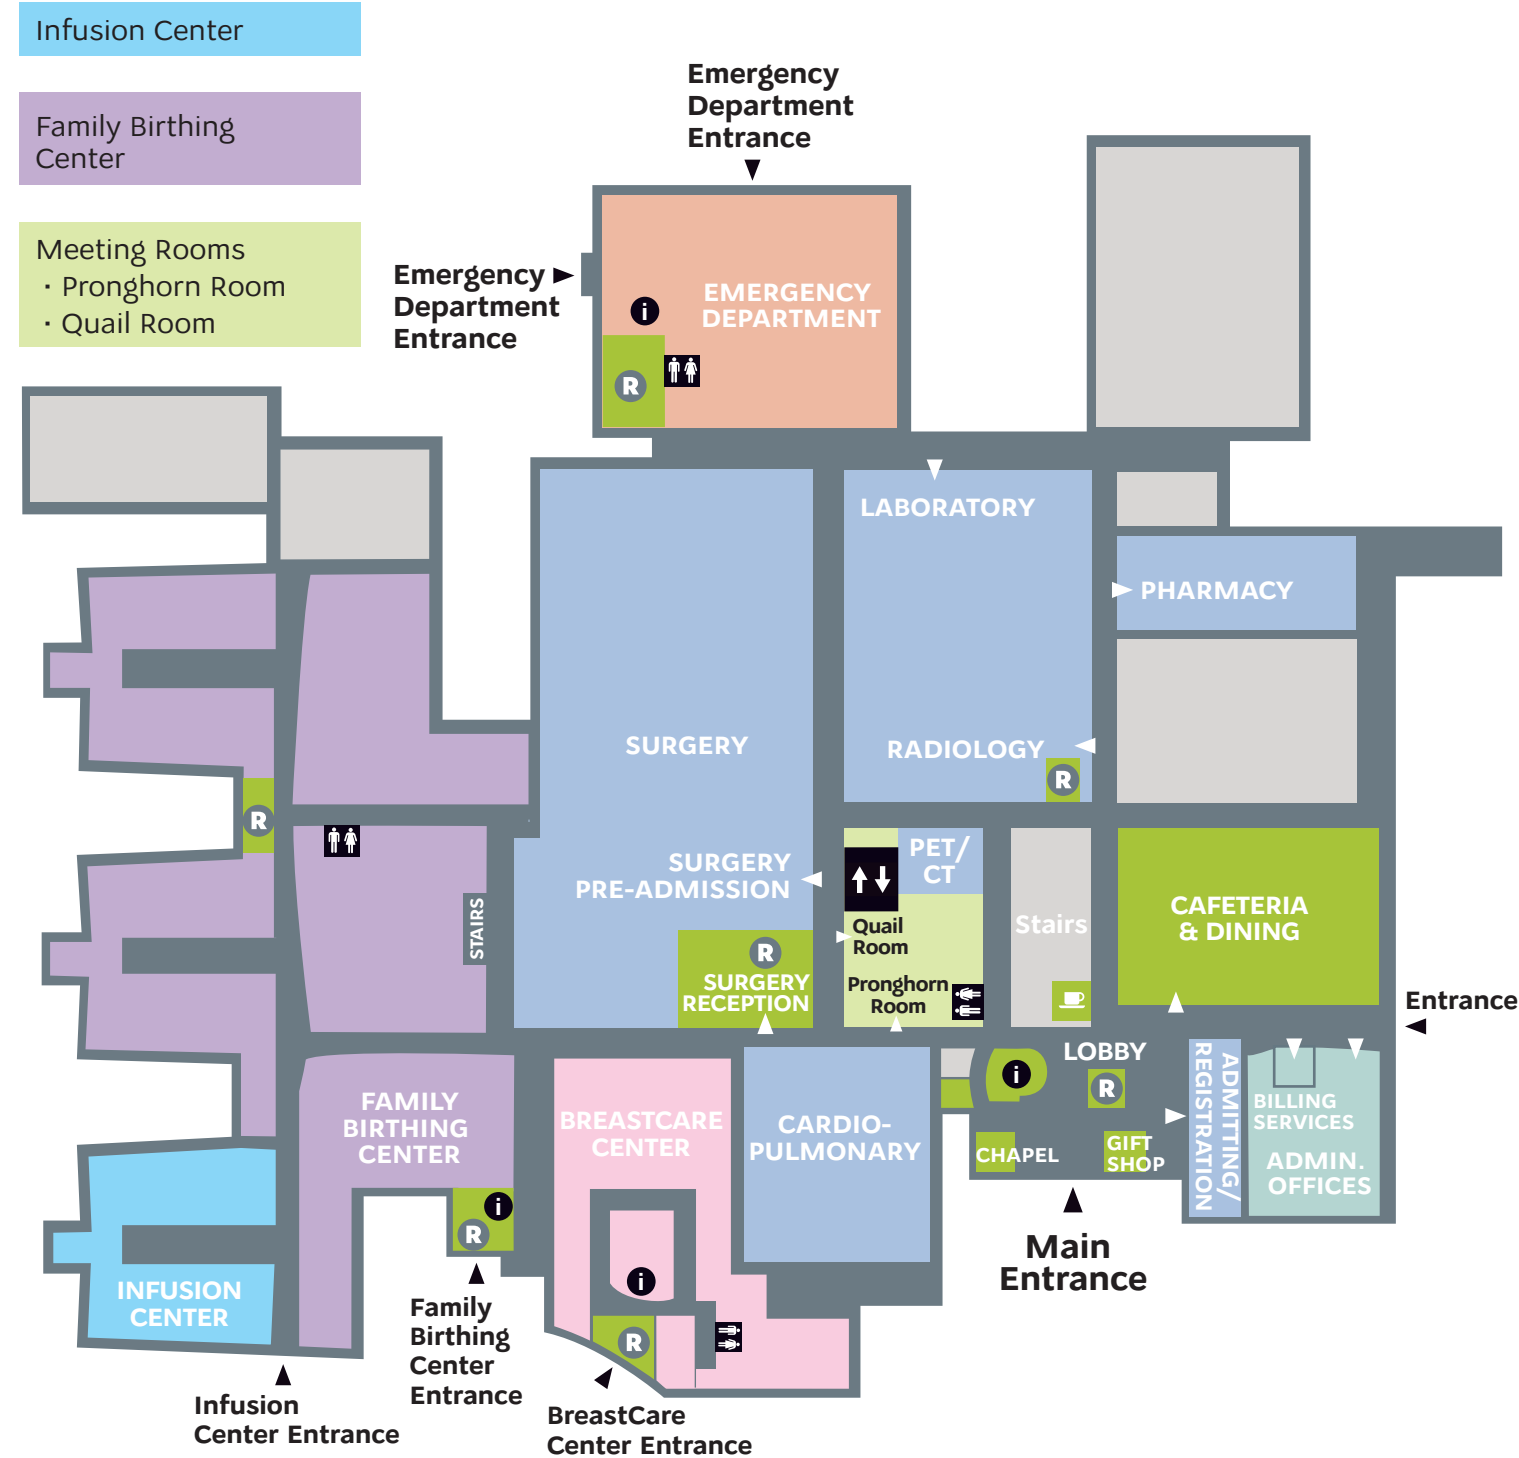 Infusion Center
Family Birthing
Center
Meeting Rooms
· Pronghorn Room
· Quail Room
Emergency
Department
Entrance
Emergency
Department
Entrance
i
EMERGENCY
DEPARTMENT
R
LABORATORY
PHARMACY
SURGERY
RADIOLOGY
R
R
SURGERY
PRE-ADMISSION
PET/
CT
STAIRS
Quail
Room
Stairs
CAFETERIA
& DINING
R
SURGERY
RECEPTION
Pronghorn
Room
Entrance
LOBBY
i
R
ADMITTING/
REGISTRATION
BILLING
SERVICES
ADMIN.
OFFICES
CHAPEL
GIFT
SHOP
Main
Entrance
FAMILY
BIRTHING
CENTER
BREASTCARE
CENTER
CARDIO-
PULMONARY
i
R
i
R
INFUSION
CENTER
Family
Birthing
Center
Entrance
Infusion
Center Entrance
BreastCare
Center Entrance